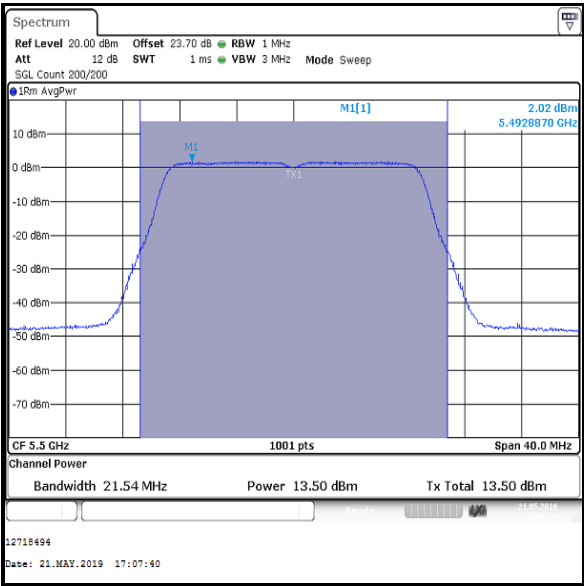 Spectrum
Ref Level 20.00 dBm Offset 23.70 dB RBW 1 MHz
Att 12 dB SWT 1 ms VBW 3 MHz Mode Sweep
SGL Count 200/200
1Rm AvgPwr
M1[1] 2.02 dBm
5.4928870 GHz
10 dBm
M1
0 dBm
TX1
-10 dBm
-20 dBm
-30 dBm
-40 dBm
-50 dBm
-60 dBm
-70 dBm
CF 5.5 GHz 1001 pts Span 40.0 MHz
Channel Power
Bandwidth 21.54 MHz Power 13.50 dBm Tx Total 13.50 dBm
Ready 21.05.2019
12718494
Date: 21.MAY.2019 17:07:40